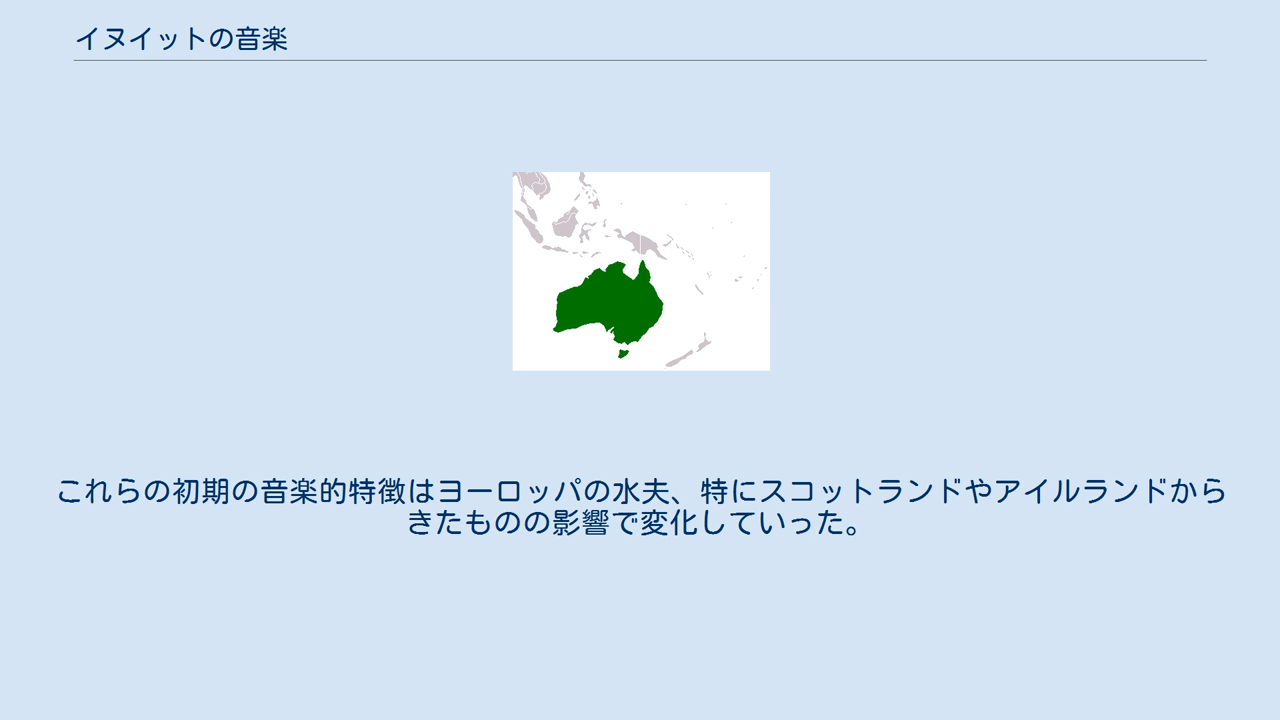 イヌイットの音楽
これらの初期の音楽的特徴はヨーロッパの水夫、特にスコットランドやアイルランドから
きたものの影響で変化していった。